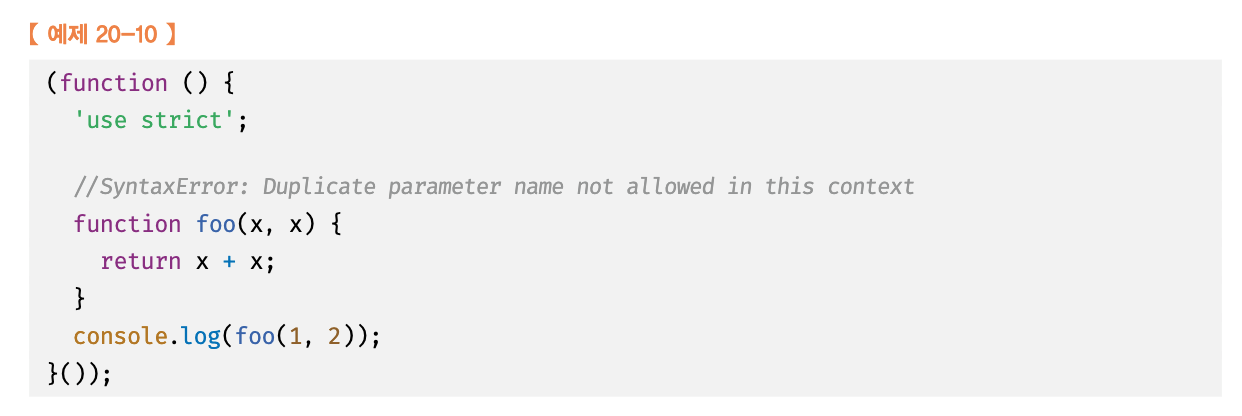 【 예제 20-10 】
(function () {
  'use strict';

  //SyntaxError: Duplicate parameter name not allowed in this context
  function foo(x, x) {
    return x + x;
  }
  console.log(foo(1, 2));
}());